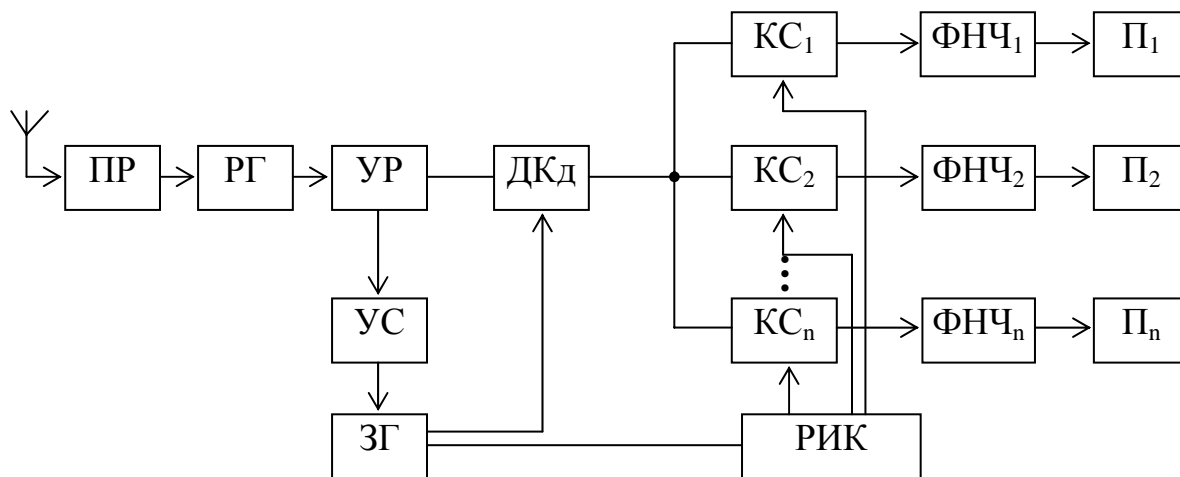 КС₁ ФНЧ₁ П₁
ПР РГ УР ДКд КС₂ ФНЧ₂ П₂
УС КСₙ ФНЧₙ Пₙ
ЗГ РИК